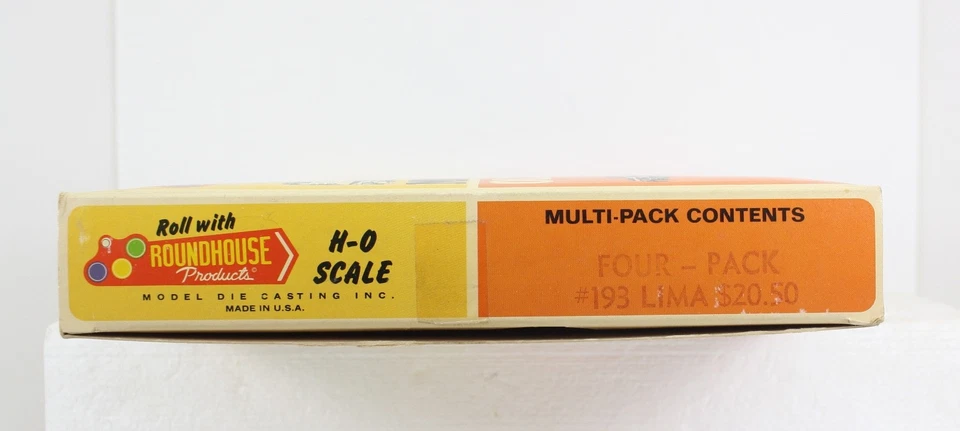 Roll with
ROUNDHOUSE
Products©
H-O
SCALE
MODEL DIE CASTING INC.
MADE IN U.S.A.
MULTI-PACK CONTENTS
FOUR - PACK
#193 LIMA $20.50